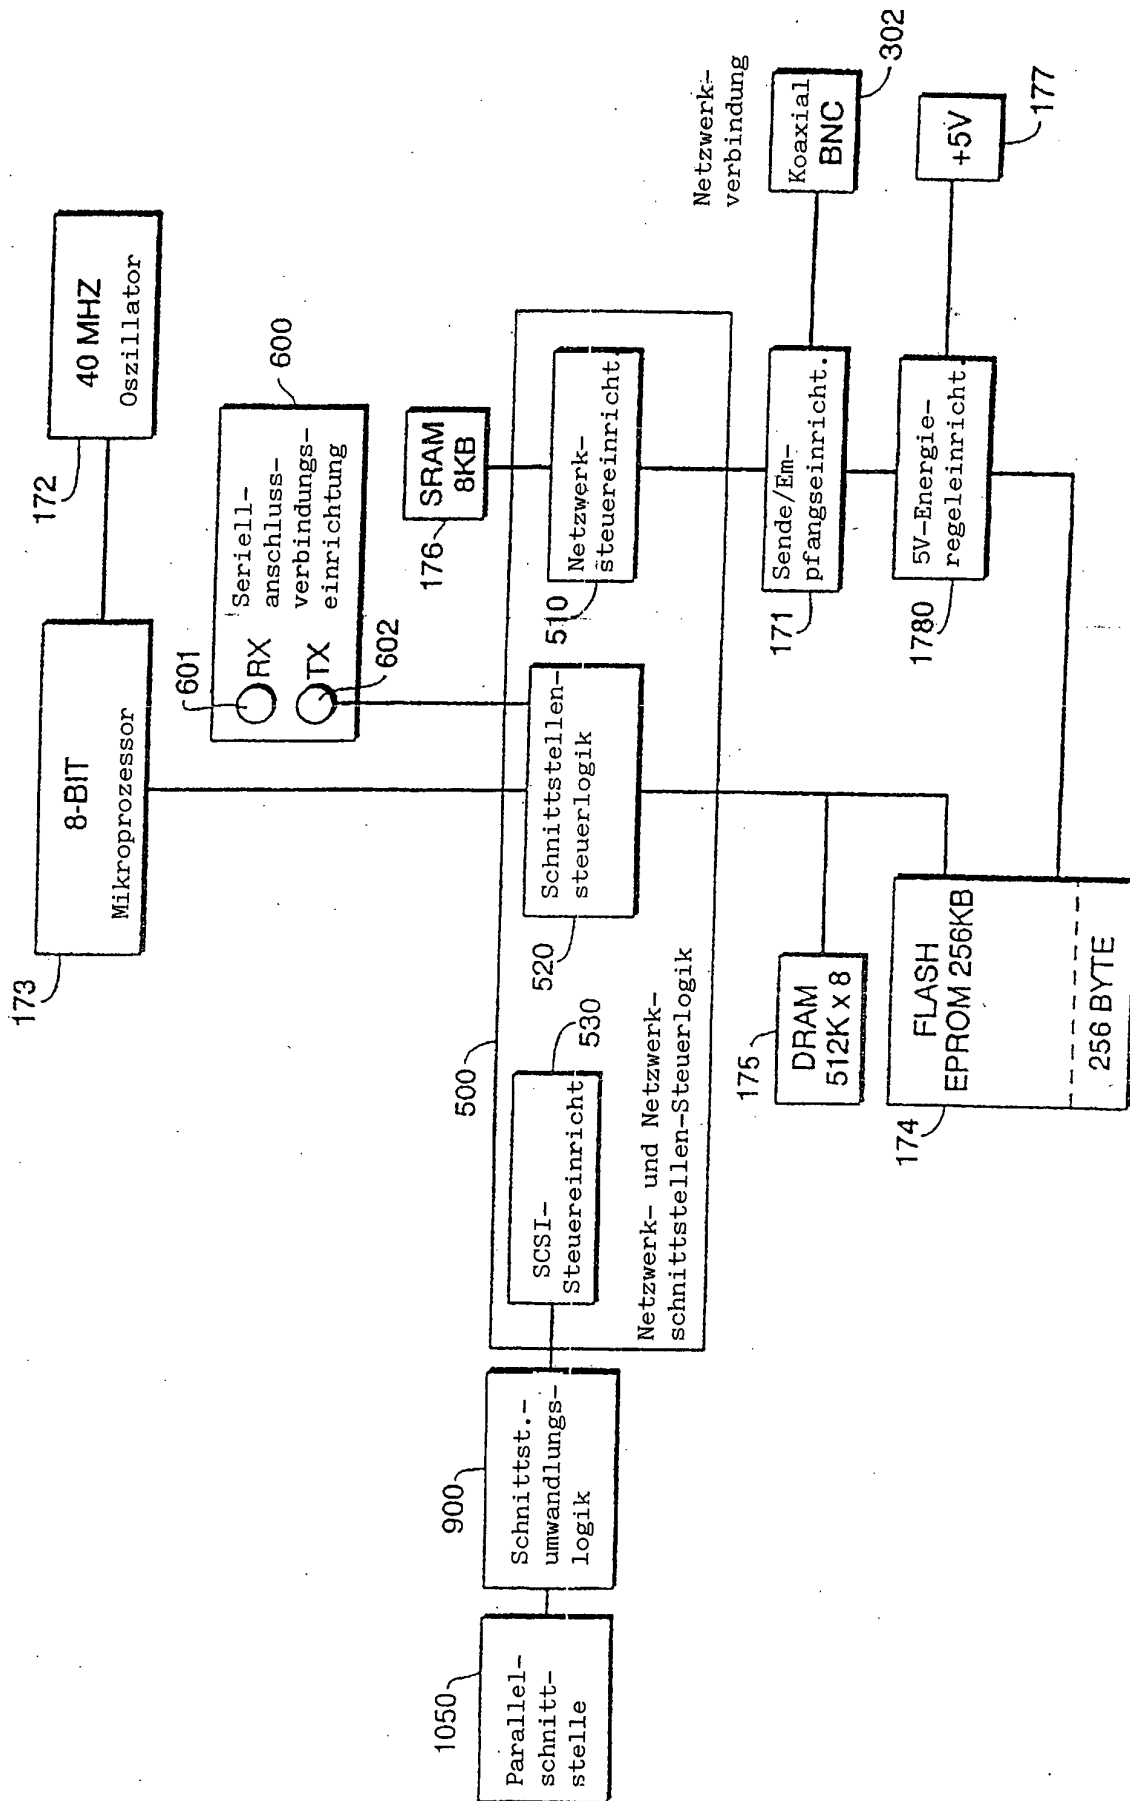 173
8-BIT
Mikroprozessor
172
40 MHZ
Oszillator
601
RX
TX
602
Seriell-
anschluss-
verbindungs-
einrichtung
600
1050
Parallel-
schnitt-
stelle
900
Schnittst.-
umwandlungs-
logik
500
SCSI-
Steuereinricht
530
Netzwerk- und Netzwerk-
schnittstellen-Steuerlogik
520
Schnittstellen-
steuerlogik
510
Netzwerk-
steuereinricht.
176
SRAM
8KB
175
DRAM
512K x 8
174
FLASH
EPROM 256KB
256 BYTE
171
Sende/Em-
pfangseinricht.
1780
5V-Energie-
regeleinricht.
Netzwerk-
verbindung
Koaxial
BNC
302
+5V
177